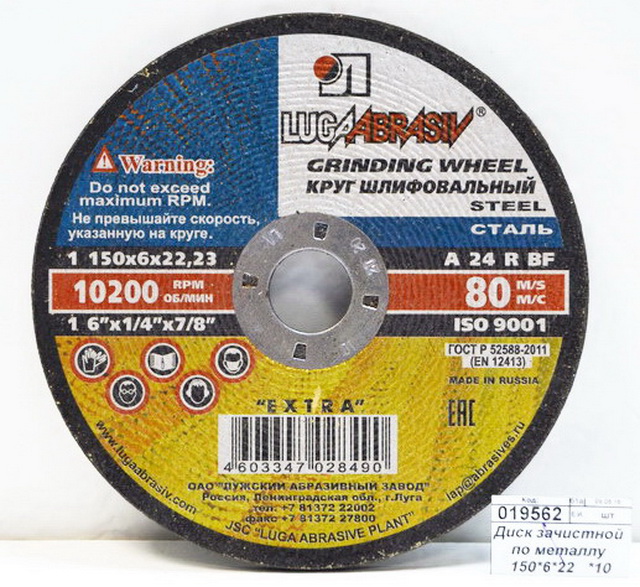 LUGAABRASIV®
GRINDING WHEEL
КРУГ ШЛИФОВАЛЬНЫЙ
STEEL
СТАЛЬ
Warning:
Do not exceed
maximum RPM.
Не превышайте скорость,
указанную на круге.
1 150x6x22,23
A 24 R BF
10200 RPM
ОБ/МИН
80 M/S
М/С
1 6”x1/4”x7/8”
ISO 9001
ГОСТ Р 52588-2011
(EN 12413)
MADE IN RUSSIA
EAC
"EXTRA"
4603347028490
www.lugaabrasiv.com
lap@abrasives.ru
ОАО "ЛУЖСКИЙ АБРАЗИВНЫЙ ЗАВОД"
Россия, Ленинградская обл., г.Луга
тел: +7 81372 22002
факс +7 81372 27800
JSC "LUGA ABRASIVE PLANT"
019562
шт
Диск зачистной
по металлу
150*6*22 *10